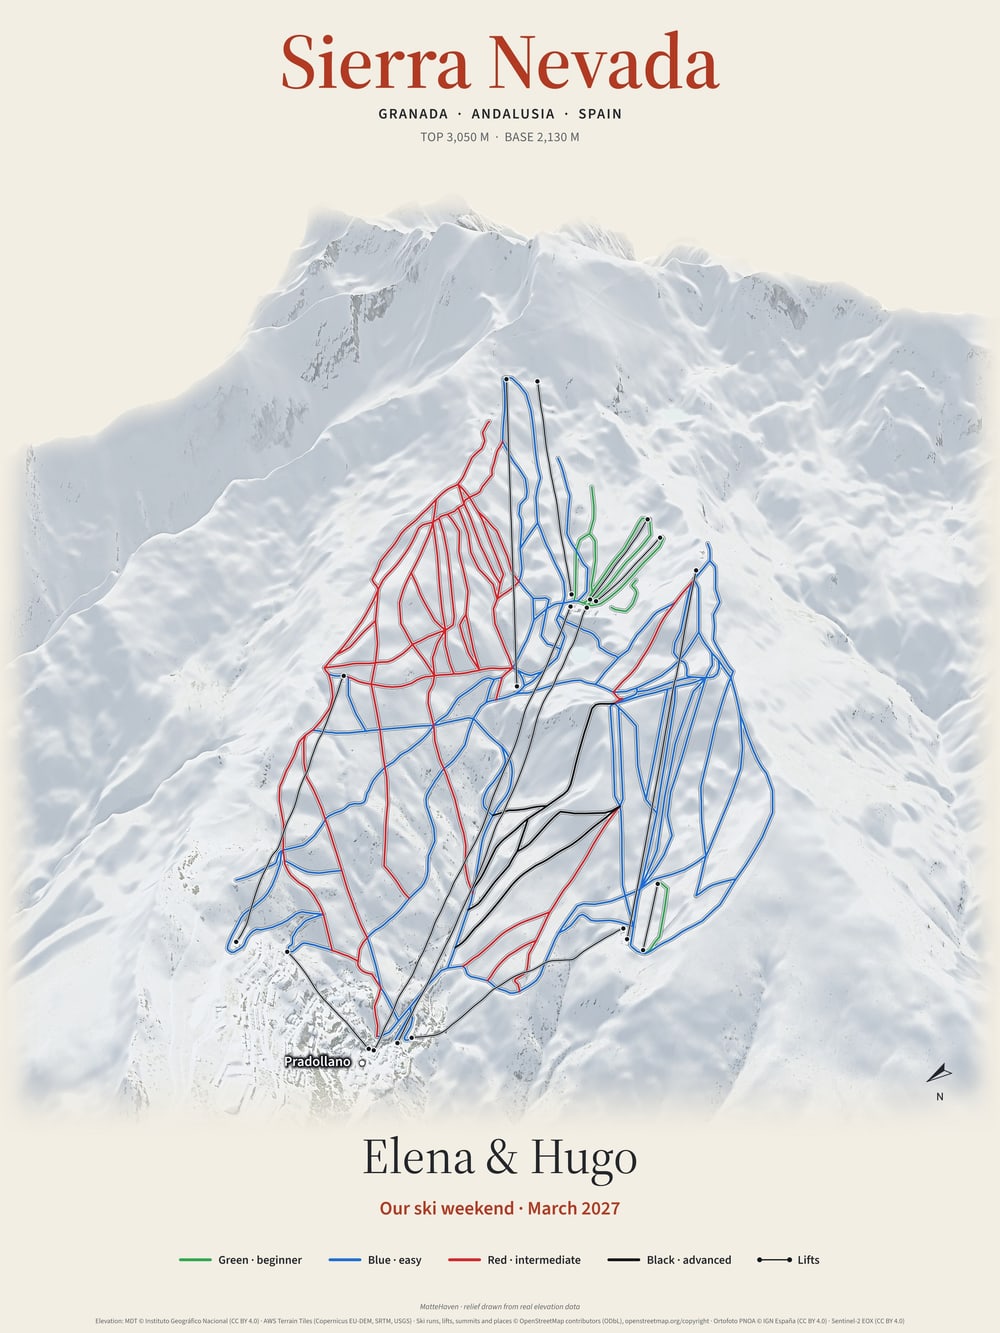 Sierra Nevada
GRANADA · ANDALUSIA · SPAIN
TOP 3,050 M · BASE 2,130 M
Pradollano
N
Elena & Hugo
Our ski weekend · March 2027
Green · beginner
Blue · easy
Red · intermediate
Black · advanced
Lifts
MatteHaven · relief drawn from real elevation data
Elevation: MDT © Instituto Geográfico Nacional (CC BY 4.0) · AWS Terrain Tiles (Copernicus EU-DEM, SRTM, USGS) · Ski runs, lifts, summits and places © OpenStreetMap contributors (ODbL), openstreetmap.org/copyright · Ortofoto PNOA © IGN España (CC BY 4.0) · Sentinel-2 EOX (CC BY 4.0)